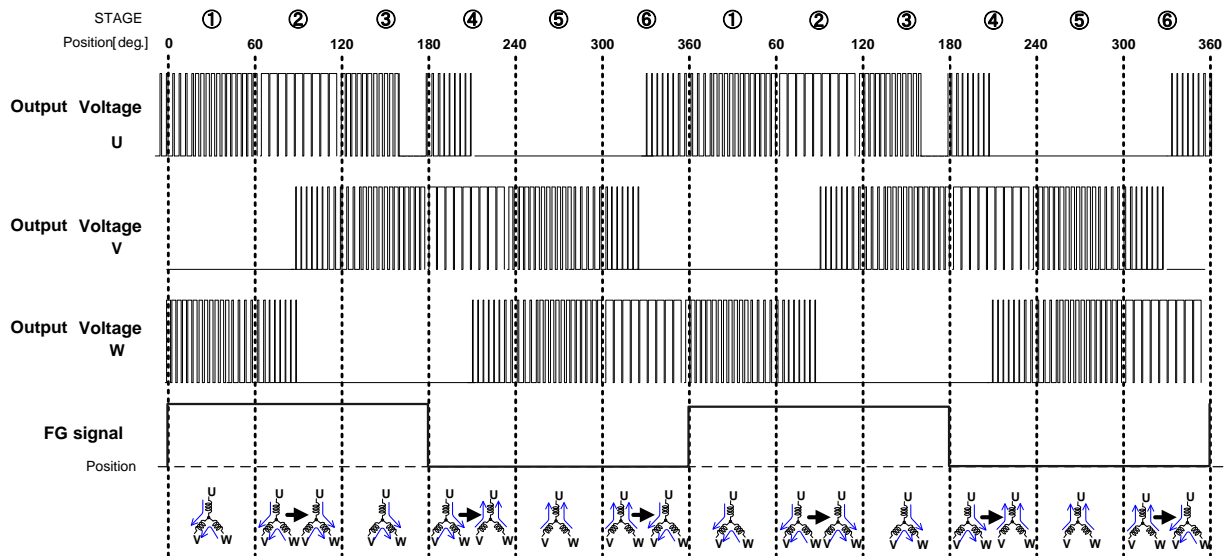 STAGE ① ② ③ ④ ⑤ ⑥ ① ② ③ ④ ⑤ ⑥
Position[deg.] 0 60 120 180 240 300 360 60 120 180 240 300 360
Output Voltage
U
Output Voltage
V
Output Voltage
W
FG signal
Position
U U U U U U U U U U U U U U U U U U
V W V W V W V W V W V W V W V W V W V W V W V W V W V W V W V W V W V W